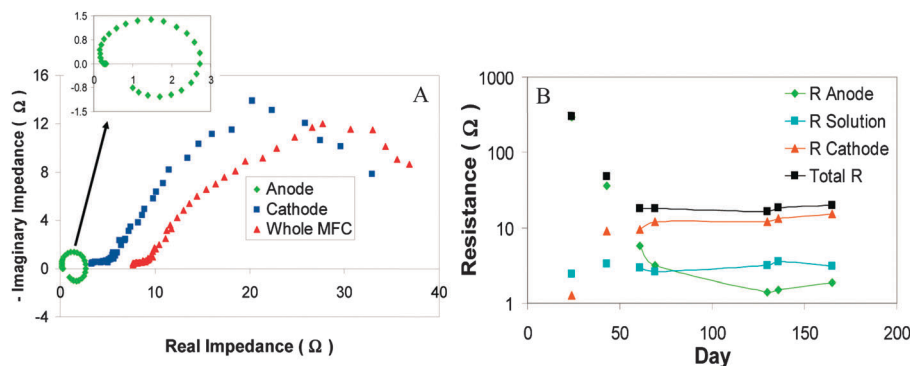 A
- Imaginary Impedance ( Ω )
16
12
8
4
0
-4
0 10 20 30 40
Real Impedance ( Ω )
1.5
0.8
0.0
-0.8
-1.5
0 1 2 3
Anode
Cathode
Whole MFC
B
Resistance ( Ω )
1000
100
10
1
0 50 100 150 200
Day
R Anode
R Solution
R Cathode
Total R